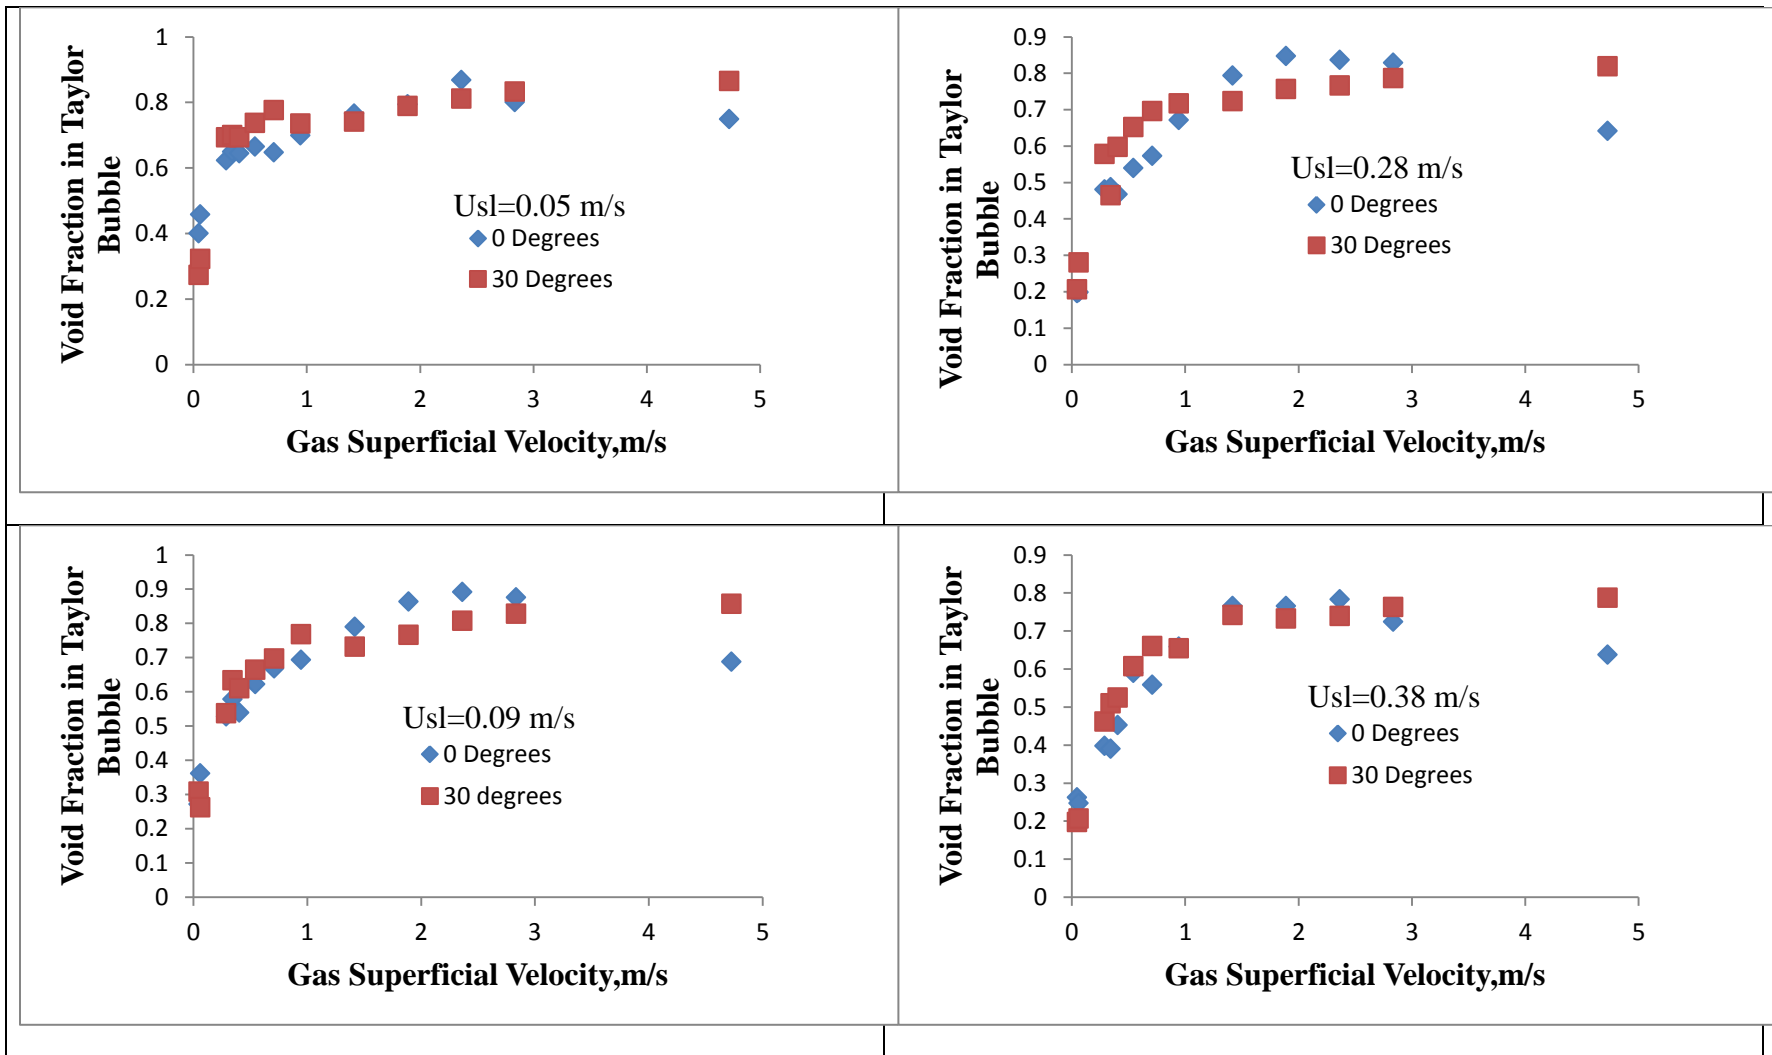 Void Fraction in Taylor
Bubble
1
0.8
0.6
0.4
0.2
0
Usl=0.05 m/s
0 Degrees
30 Degrees
0 1 2 3 4 5
Gas Superficial Velocity,m/s
Void Fraction in Taylor
Bubble
0.9
0.8
0.7
0.6
0.5
0.4
0.3
0.2
0.1
0
Usl=0.28 m/s
0 Degrees
30 Degrees
0 1 2 3 4 5
Gas Superficial Velocity,m/s
Void Fraction in Taylor
Bubble
1
0.9
0.8
0.7
0.6
0.5
0.4
0.3
0.2
0.1
0
Usl=0.09 m/s
0 Degrees
30 degrees
0 1 2 3 4 5
Gas Superficial Velocity,m/s
Void Fraction in Taylor
Bubble
0.9
0.8
0.7
0.6
0.5
0.4
0.3
0.2
0.1
0
Usl=0.38 m/s
0 Degrees
30 Degrees
0 1 2 3 4 5
Gas Superficial Velocity,m/s